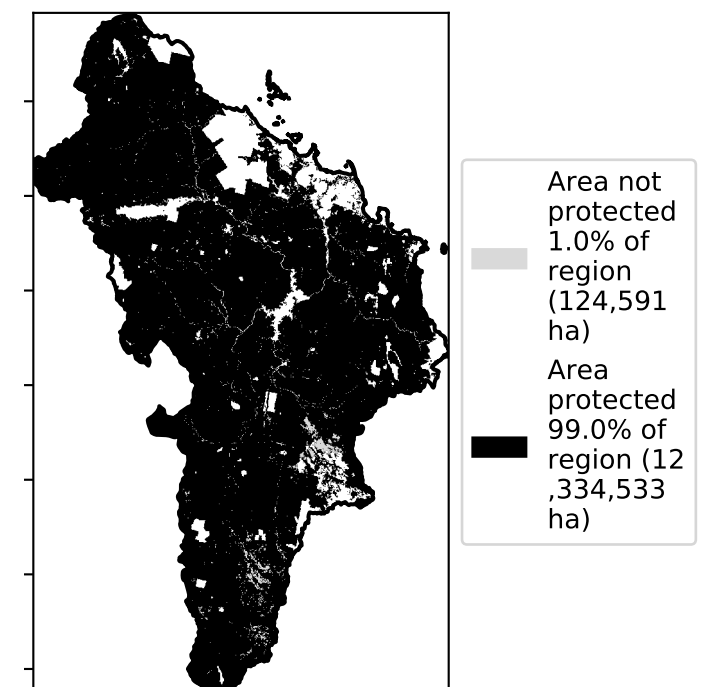 Area not
protected
1.0% of
region
(124,591
ha)
Area
protected
99.0% of
region (12
,334,533
ha)